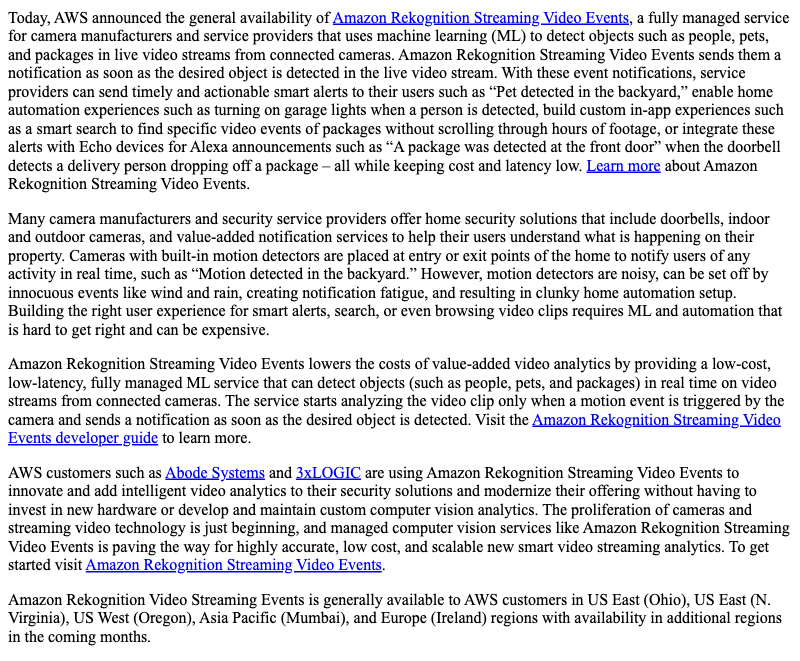 Today, AWS announced the general availability of Amazon Rekognition Streaming Video Events, a fully managed service
for camera manufacturers and service providers that uses machine learning (ML) to detect objects such as people, pets,
and packages in live video streams from connected cameras. Amazon Rekognition Streaming Video Events sends them a
notification as soon as the desired object is detected in the live video stream. With these event notifications, service
providers can send timely and actionable smart alerts to their users such as “Pet detected in the backyard,” enable home
automation experiences such as turning on garage lights when a person is detected, build custom in-app experiences such
as a smart search to find specific video events of packages without scrolling through hours of footage, or integrate these
alerts with Echo devices for Alexa announcements such as “A package was detected at the front door” when the doorbell
detects a delivery person dropping off a package – all while keeping cost and latency low. Learn more about Amazon
Rekognition Streaming Video Events.
Many camera manufacturers and security service providers offer home security solutions that include doorbells, indoor
and outdoor cameras, and value-added notification services to help their users understand what is happening on their
property. Cameras with built-in motion detectors are placed at entry or exit points of the home to notify users of any
activity in real time, such as “Motion detected in the backyard.” However, motion detectors are noisy, can be set off by
innocuous events like wind and rain, creating notification fatigue, and resulting in clunky home automation setup.
Building the right user experience for smart alerts, search, or even browsing video clips requires ML and automation that
is hard to get right and can be expensive.
Amazon Rekognition Streaming Video Events lowers the costs of value-added video analytics by providing a low-cost,
low-latency, fully managed ML service that can detect objects (such as people, pets, and packages) in real time on video
streams from connected cameras. The service starts analyzing the video clip only when a motion event is triggered by the
camera and sends a notification as soon as the desired object is detected. Visit the Amazon Rekognition Streaming Video
Events developer guide to learn more.
AWS customers such as Abode Systems and 3xLOGIC are using Amazon Rekognition Streaming Video Events to
innovate and add intelligent video analytics to their security solutions and modernize their offering without having to
invest in new hardware or develop and maintain custom computer vision analytics. The proliferation of cameras and
streaming video technology is just beginning, and managed computer vision services like Amazon Rekognition Streaming
Video Events is paving the way for highly accurate, low cost, and scalable new smart video streaming analytics. To get
started visit Amazon Rekognition Streaming Video Events.
Amazon Rekognition Video Streaming Events is generally available to AWS customers in US East (Ohio), US East (N.
Virginia), US West (Oregon), Asia Pacific (Mumbai), and Europe (Ireland) regions with availability in additional regions
in the coming months.